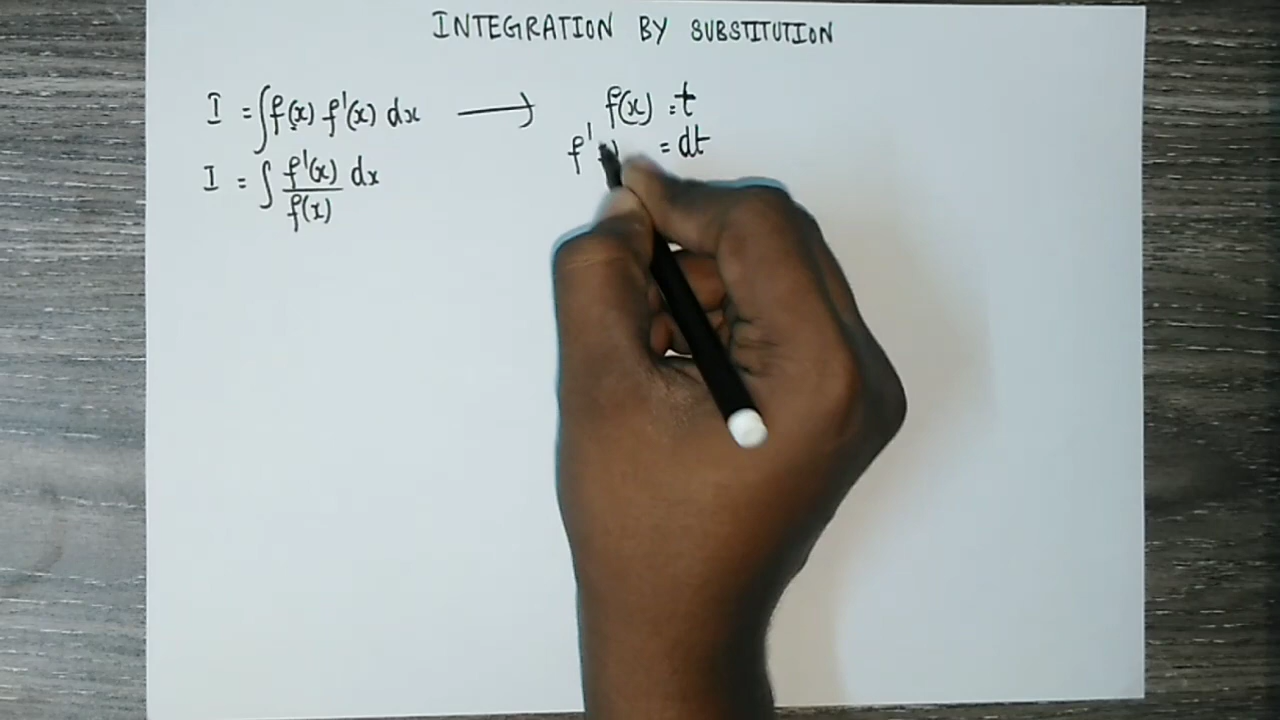 INTEGRATION BY SUBSTITUTION
I = ∫f(x) f'(x) dx ⟶ f(x) = t
f' = dt
I = ∫ f'(x)/f(x) dx